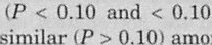 (P < 0.10 and < 0.10
similar (P > 0.10) amo